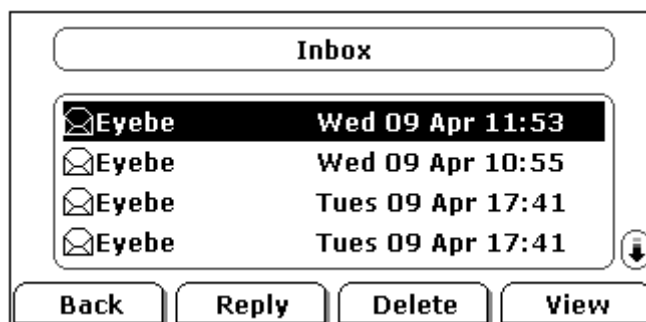 Inbox
Eyebe Wed 09 Apr 11:53
Eyebe Wed 09 Apr 10:55
Eyebe Tues 09 Apr 17:41
Eyebe Tues 09 Apr 17:41
Back Reply Delete View